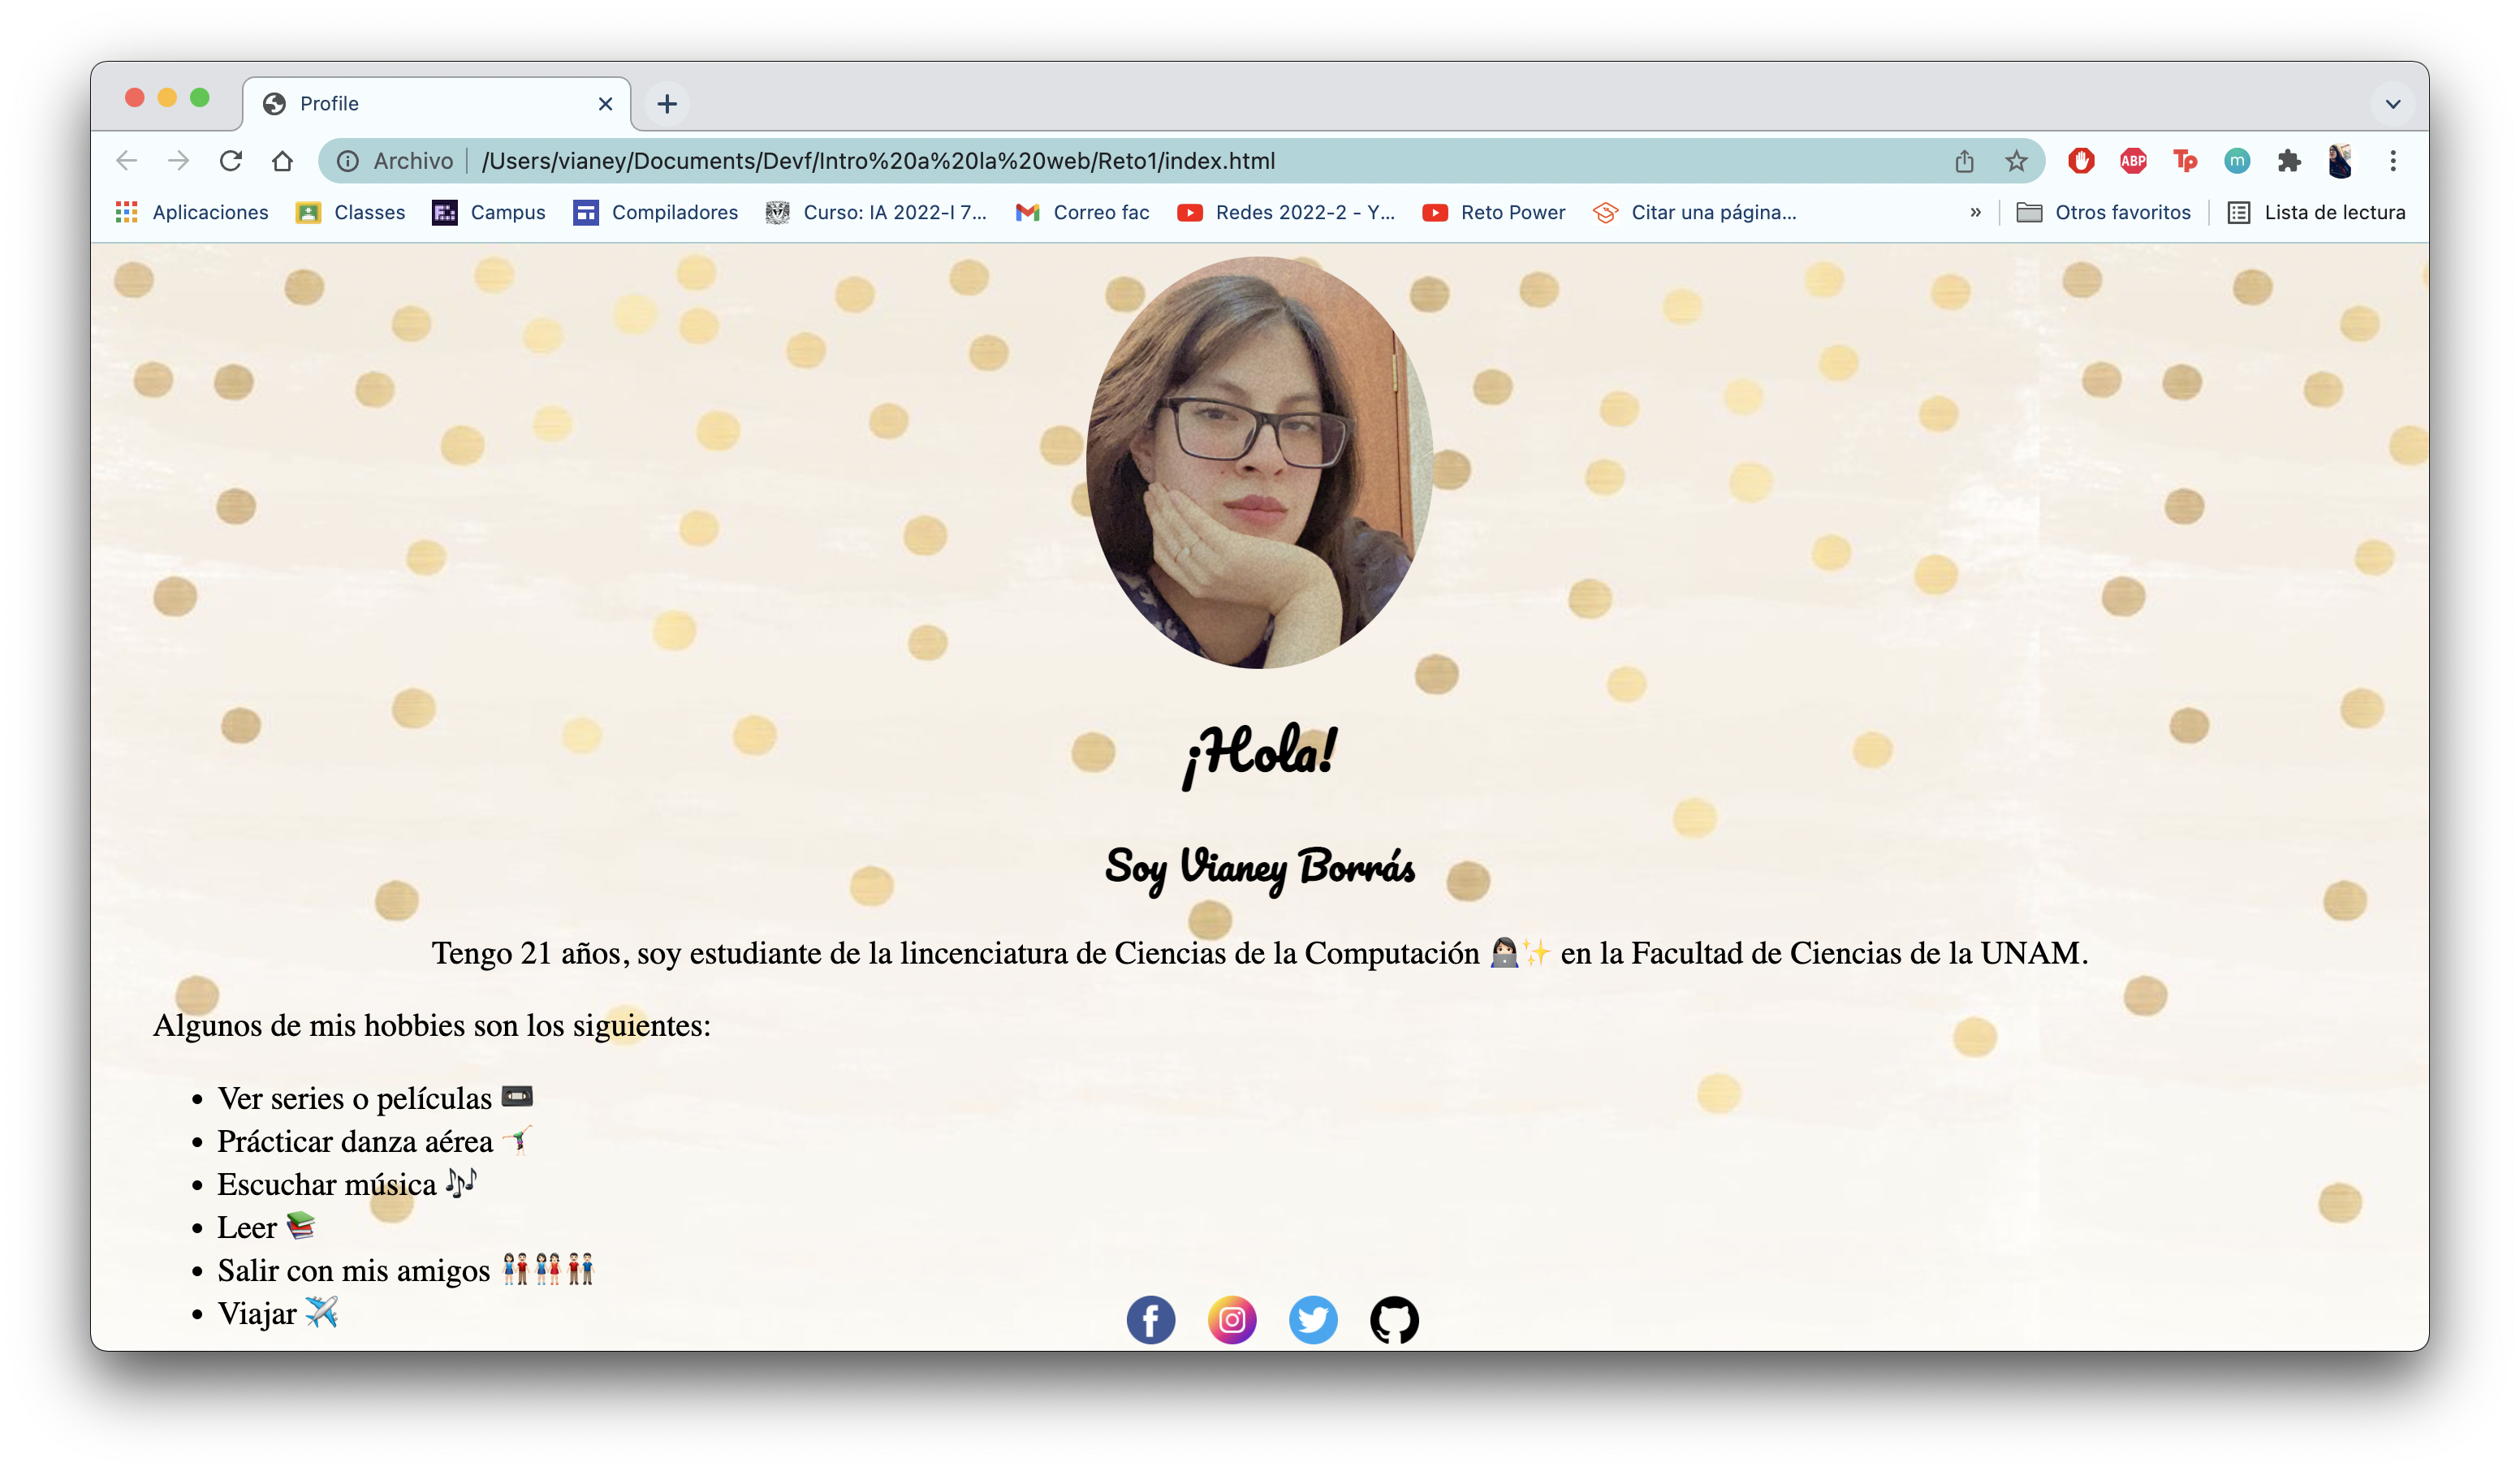 Profile
Archivo | /Users/vianey/Documents/Devf/Intro%20a%20la%20web/Reto1/index.html
ABP Tp m
Aplicaciones Classes Campus Compiladores Curso: IA 2022-I 7... Correo fac Redes 2022-2 - Y... Reto Power Citar una página... » Otros favoritos Lista de lectura
¡Hola!
Soy Vianey Borrás
Tengo 21 años, soy estudiante de la lincenciatura de Ciencias de la Computación 👩🏻‍💻✨ en la Facultad de Ciencias de la UNAM.
Algunos de mis hobbies son los siguientes:
• Ver series o películas 📼
• Prácticar danza aérea 🤸🏻‍♀️
• Escuchar música 🎶
• Leer 📚
• Salir con mis amigos 👫🏻👭🏻👬🏻
• Viajar ✈️